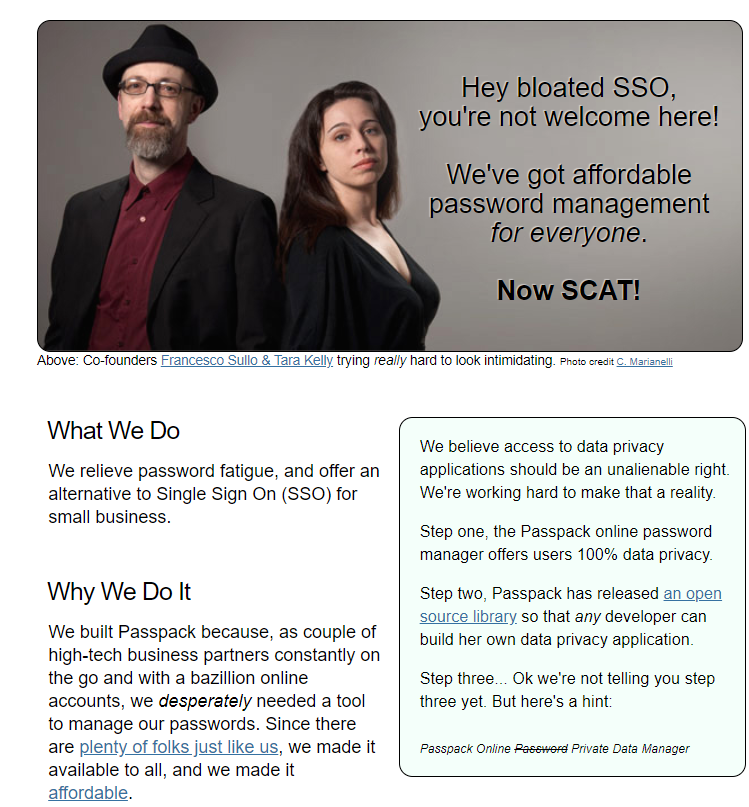 Hey bloated SSO,
you're not welcome here!
We've got affordable
password management
for everyone.
Now SCAT!
Above: Co-founders Francesco Sullo & Tara Kelly trying really hard to look intimidating. Photo credit C. Marianelli
What We Do
We relieve password fatigue, and offer an
alternative to Single Sign On (SSO) for
small business.
Why We Do It
We built Passpack because, as couple of
high-tech business partners constantly on
the go and with a bazillion online
accounts, we desperately needed a tool
to manage our passwords. Since there
are plenty of folks just like us, we made it
available to all, and we made it
affordable.
We believe access to data privacy
applications should be an unalienable right.
We're working hard to make that a reality.
Step one, the Passpack online password
manager offers users 100% data privacy.
Step two, Passpack has released an open
source library so that any developer can
build her own data privacy application.
Step three... Ok we're not telling you step
three yet. But here's a hint:
Passpack Online Password Private Data Manager